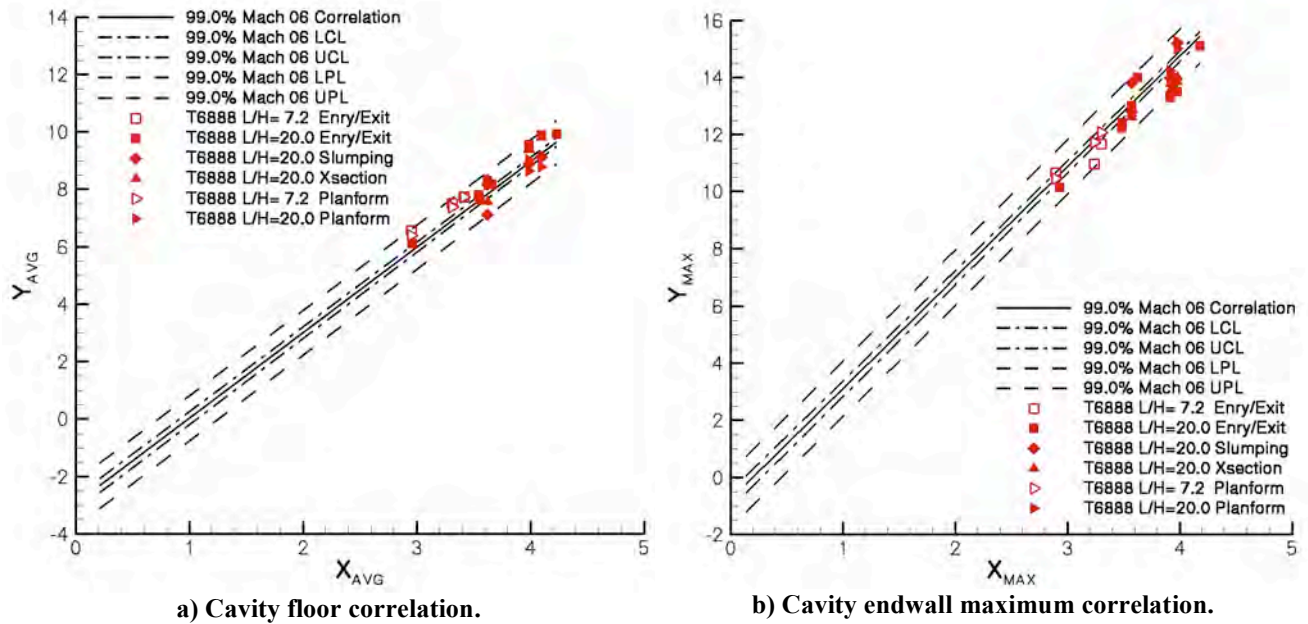 14
12
10
8
6
4
2
0
-2
-4
Y AVG
99.0% Mach 06 Correlation
99.0% Mach 06 LCL
99.0% Mach 06 UCL
99.0% Mach 06 LPL
99.0% Mach 06 UPL
T6888 L/H= 7.2 Enry/Exit
T6888 L/H=20.0 Enry/Exit
T6888 L/H=20.0 Slumping
T6888 L/H=20.0 Xsection
T6888 L/H= 7.2 Planform
T6888 L/H=20.0 Planform
0 1 2 3 4 5
X AVG
a) Cavity floor correlation.
16
14
12
10
8
6
4
2
0
-2
Y MAX
99.0% Mach 06 Correlation
99.0% Mach 06 LCL
99.0% Mach 06 UCL
99.0% Mach 06 LPL
99.0% Mach 06 UPL
T6888 L/H= 7.2 Enry/Exit
T6888 L/H=20.0 Enry/Exit
T6888 L/H=20.0 Slumping
T6888 L/H=20.0 Xsection
T6888 L/H= 7.2 Planform
T6888 L/H=20.0 Planform
0 1 2 3 4 5
X MAX
b) Cavity endwall maximum correlation.